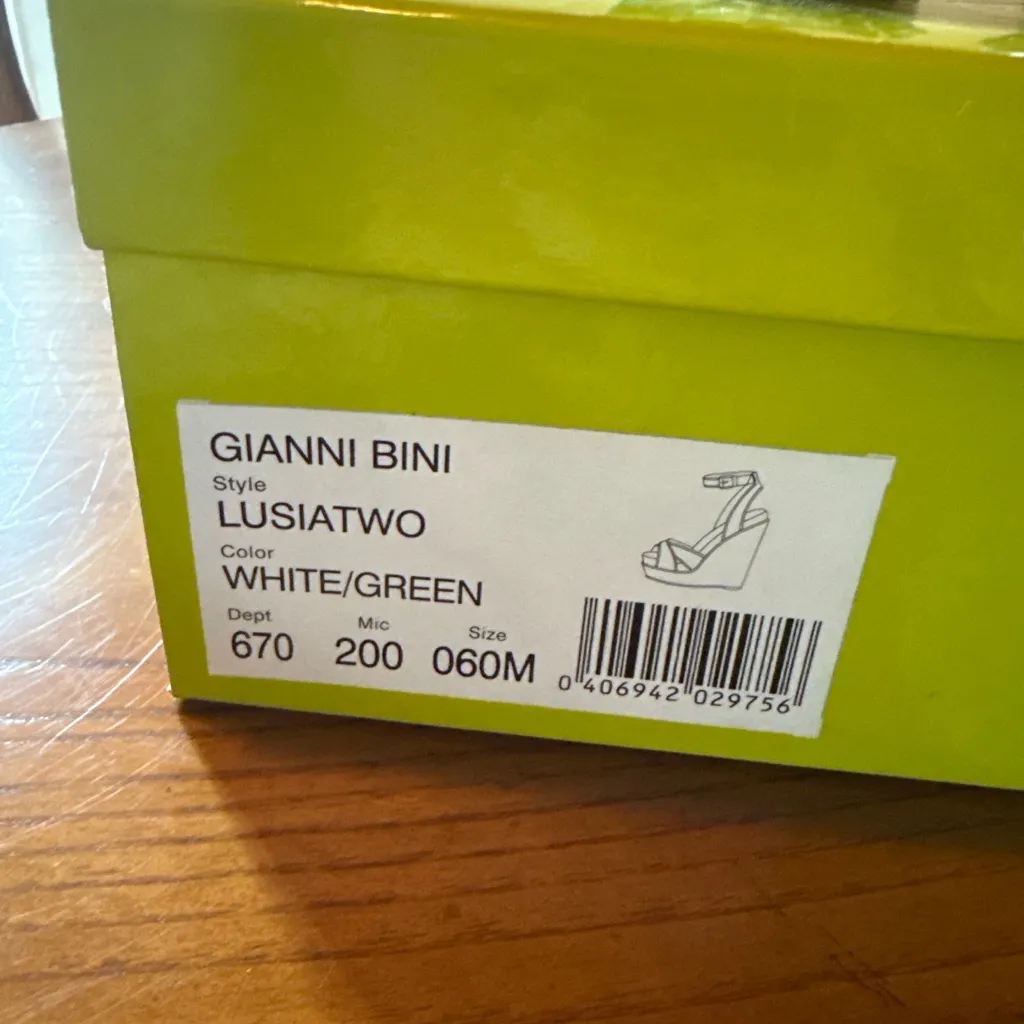 GIANNI BINI
Style
LUSIATWO
Color
WHITE/GREEN
Dept Mic Size
670 200 060M
0 406942 029756